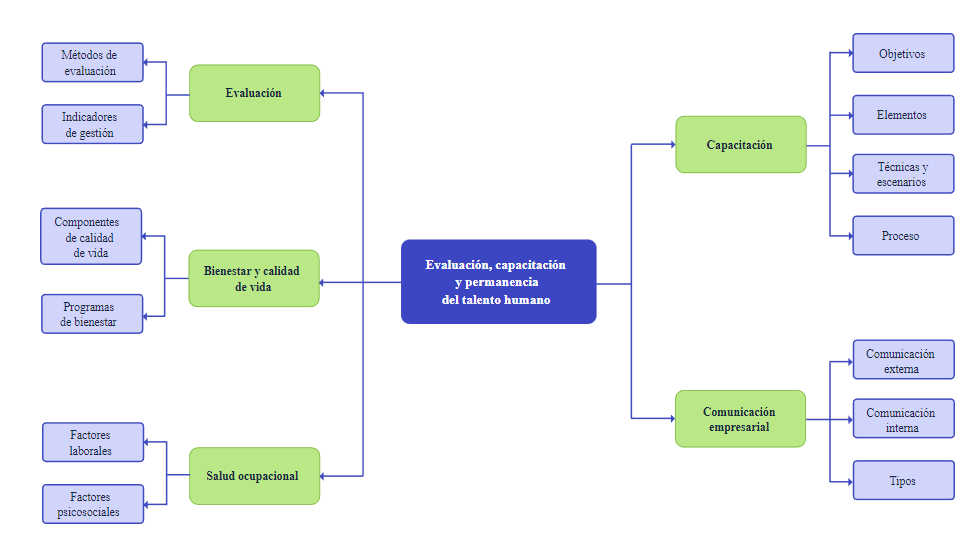 Métodos de
evaluación
Indicadores
de gestión
Evaluación
Componentes
de calidad
de vida
Programas
de bienestar
Bienestar y calidad
de vida
Factores
laborales
Factores
psicosociales
Salud ocupacional
Evaluación, capacitación
y permanencia
del talento humano
Capacitación
Objetivos
Elementos
Técnicas y
escenarios
Proceso
Comunicación
empresarial
Comunicación
externa
Comunicación
interna
Tipos